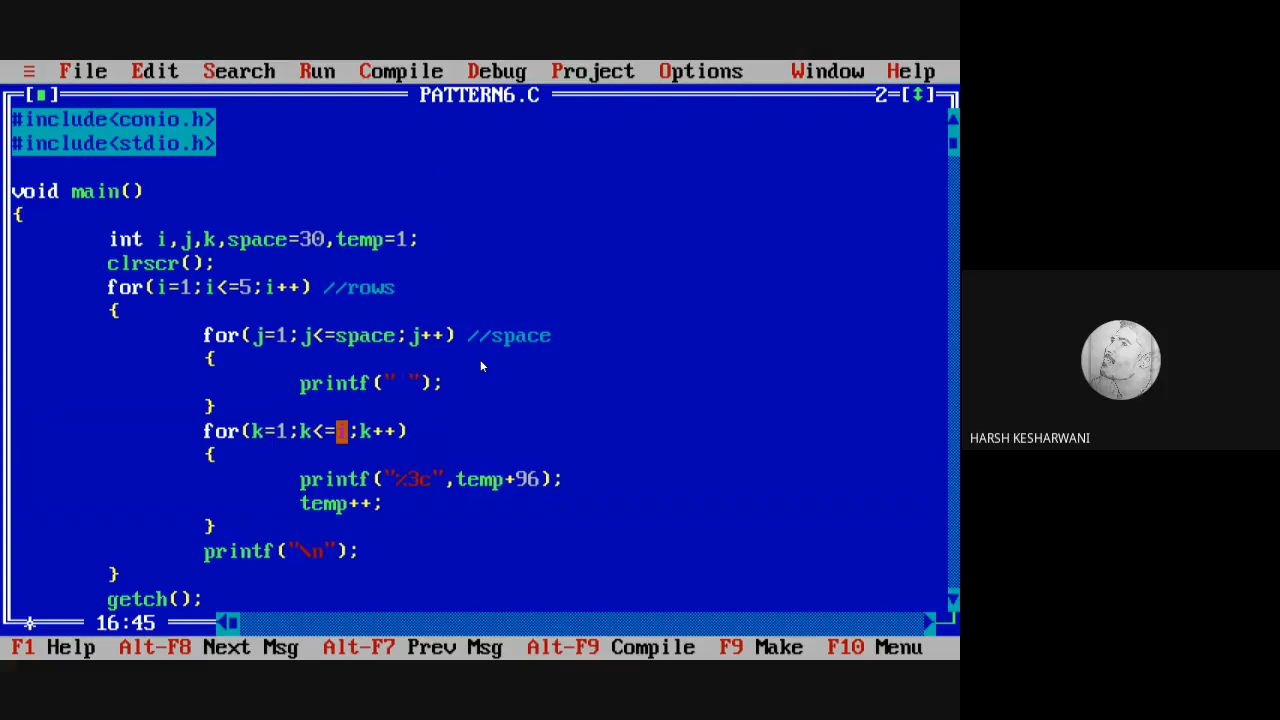 ≡ File Edit Search Run Compile Debug Project Options Window Help
[■] PATTERN6.C 2=[↕]
#include<conio.h>
#include<stdio.h>
void main()
{
int i,j,k,space=30,temp=1;
clrscr();
for(i=1;i<=5;i++) //rows
{
for(j=1;j<=space;j++) //space
{
printf(" ");
}
for(k=1;k<=i;k++)
{
printf("%3c",temp+96);
temp++;
}
printf("\n");
}
getch();
16:45
F1 Help Alt-F8 Next Msg Alt-F7 Prev Msg Alt-F9 Compile F9 Make F10 Menu
HARSH KESHARWANI